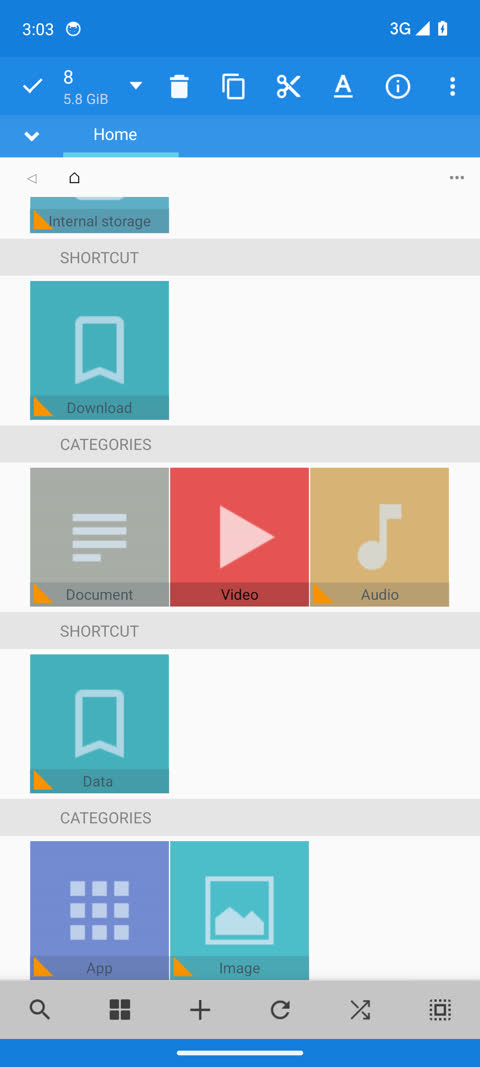 3:03
3G
8
5.8 GiB
A
Home
Internal storage
SHORTCUT
Download
CATEGORIES
Document
Video
Audio
SHORTCUT
Data
CATEGORIES
App
Image